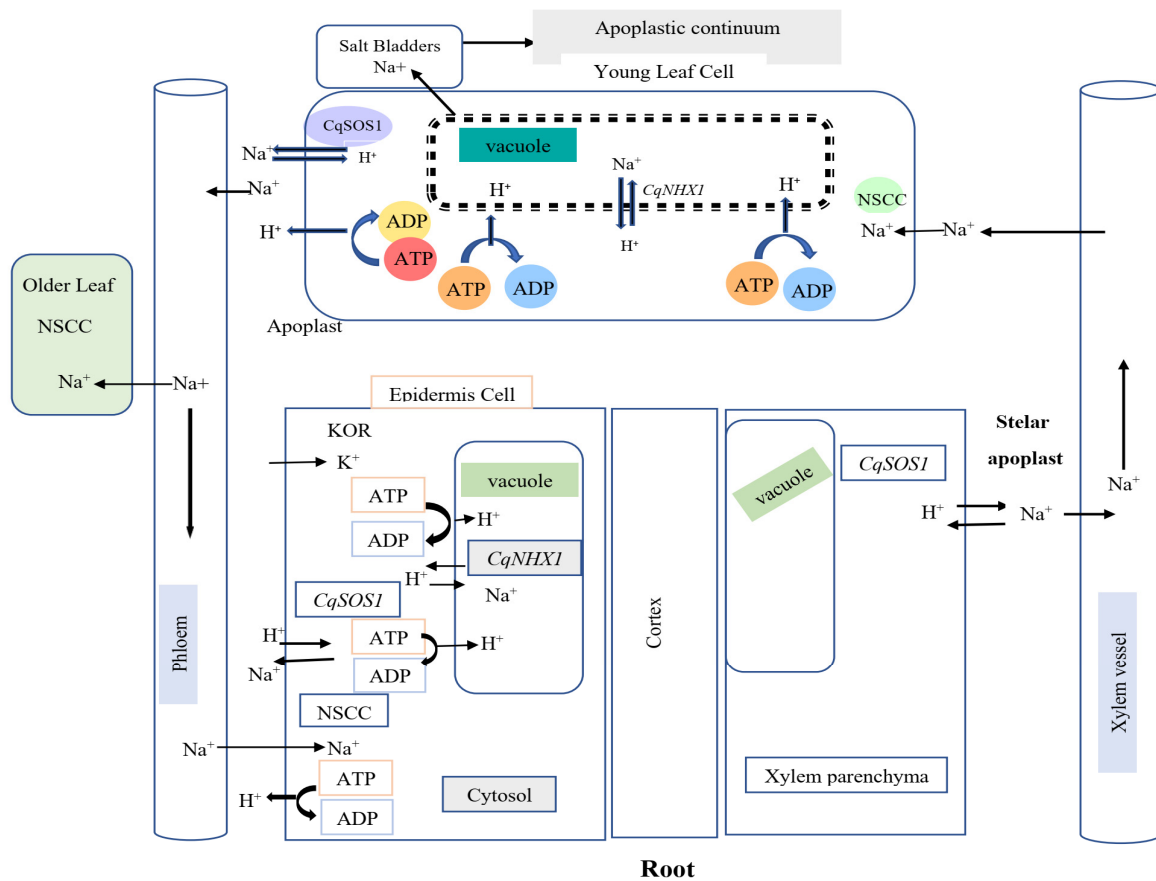 Salt Bladders
Na+
Apoplastic continuum
Young Leaf Cell
CqSOS1
Na⁺
H⁺
vacuole
Na⁺
CqNHX1
H⁺
H⁺
H⁺
NSCC
Na⁺
Na⁺
Na⁺
H⁺
ADP
ATP
ATP
ADP
ATP
ADP
Apoplast
Older Leaf
NSCC
Na⁺
Na+
Epidermis Cell
KOR
K⁺
ATP
ADP
vacuole
H⁺
CqNHX1
H⁺
Na⁺
CqSOS1
H⁺
Na⁺
ATP
ADP
H⁺
NSCC
Na⁺
Na⁺
H⁺
ATP
ADP
Cytosol
Phloem
Cortex
vacuole
CqSOS1
Stelar
apoplast
H⁺
Na⁺
Na⁺
Xylem parenchyma
Xylem vessel
Root